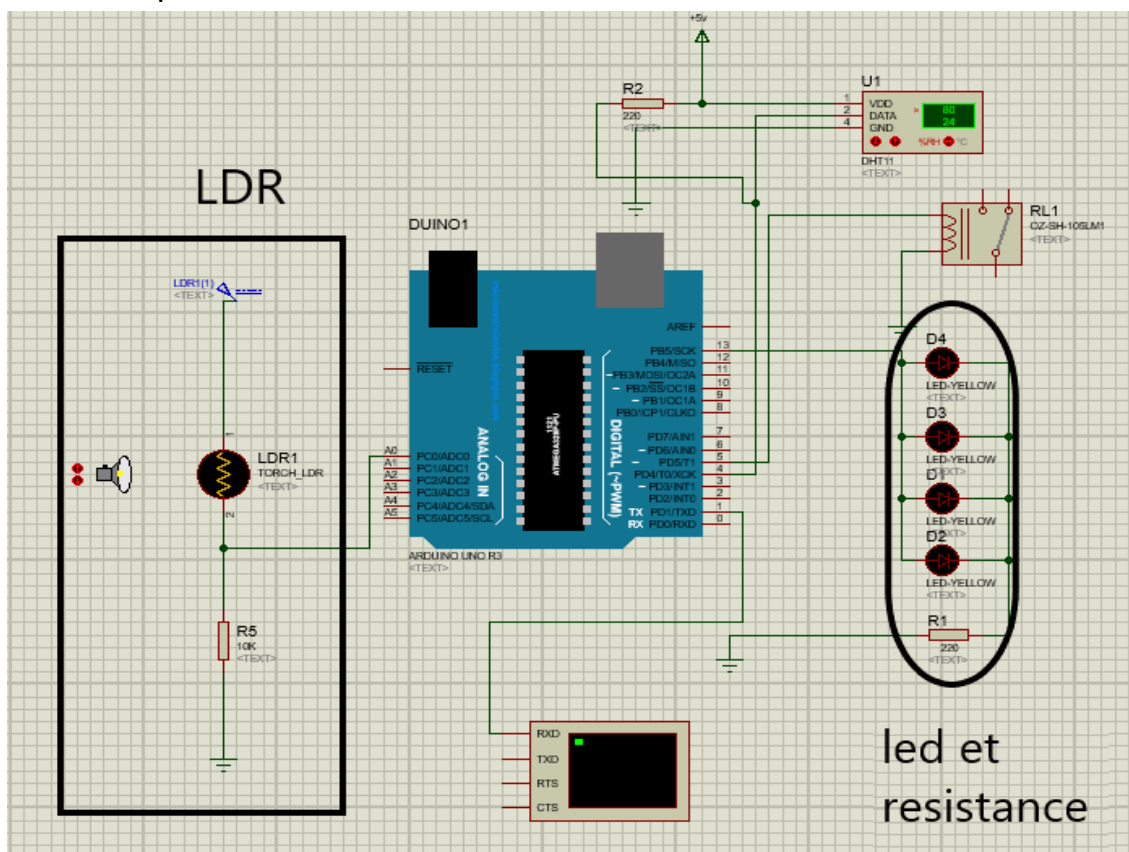 +5v
R2
220
<TEXT>
U1
1
VDD
2
DATA
4
GND
>
80
24
%RH
°C
DHT11
<TEXT>
LDR
DUINO1
RL1
OZ-SH-105LM1
<TEXT>
LDR1(1)
<TEXT>
AREF
RESET
PB5/SCK
13
PB4/MISO
12
PB3/MOSI/OC2A
11
PB2/SS/OC1B
10
PB1/OC1A
9
PB0/ICP1/CLKO
8
PD7/AIN1
7
PD6/AIN0
6
PD5/T1
5
PD4/T0/XCK
4
PD3/INT1
3
PD2/INT0
2
TX
PD1/TXD
1
RX
PD0/RXD
0
DIGITAL (~PWM)
ANALOG IN
A0
PC0/ADC0
A1
PC1/ADC1
A2
PC2/ADC2
A3
PC3/ADC3
A4
PC4/ADC4/SDA
A5
PC5/ADC5/SCL
ARDUINO UNO R3
<TEXT>
1
LDR1
TORCH_LDR
<TEXT>
2
R5
10K
<TEXT>
D4
LED-YELLOW
<TEXT>
D3
LED-YELLOW
<TEXT>
D1
LED-YELLOW
<TEXT>
D2
LED-YELLOW
<TEXT>
R1
220
<TEXT>
RXD
TXD
RTS
CTS
led et
resistance